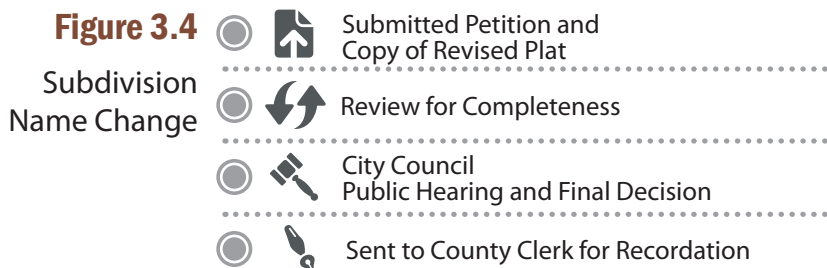 Figure 3.4
Subdivision
Name Change
Submitted Petition and
Copy of Revised Plat
Review for Completeness
City Council
Public Hearing and Final Decision
Sent to County Clerk for Recordation